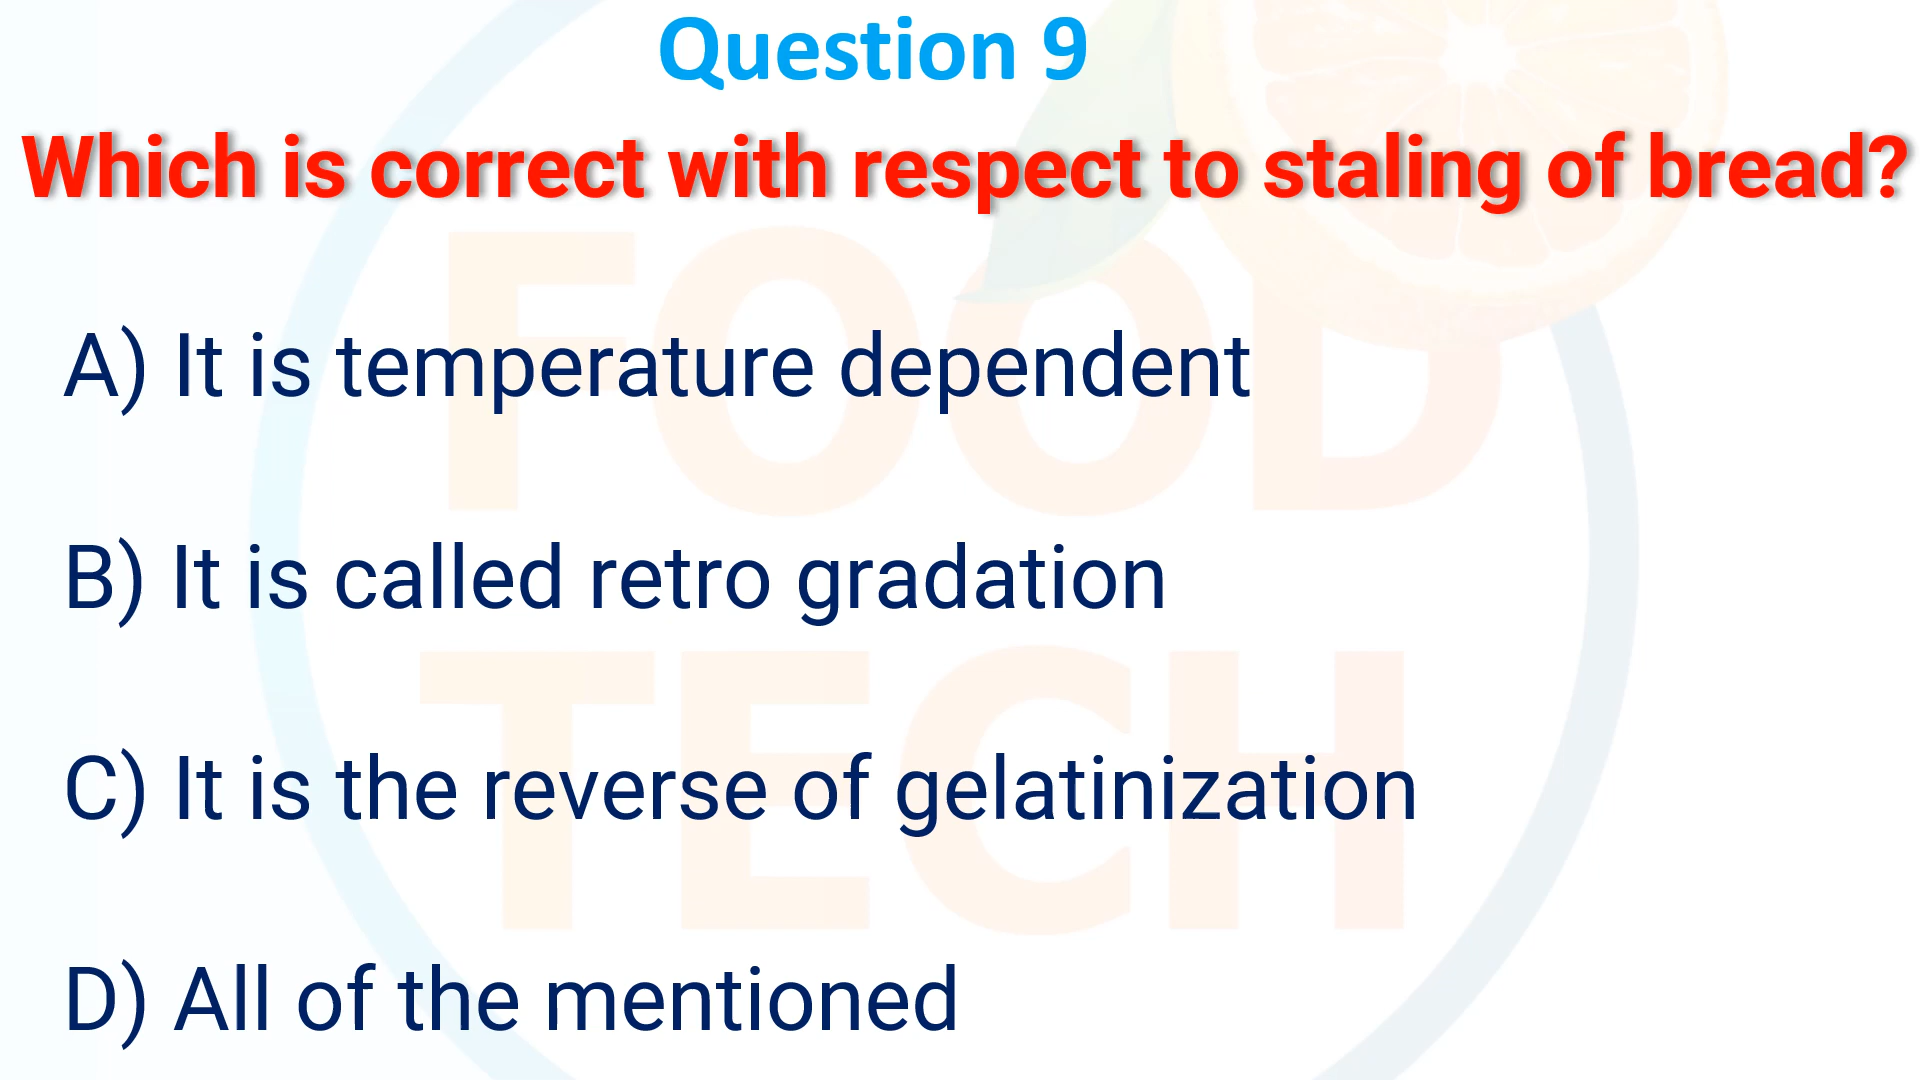 Question 9
Which is correct with respect to staling of bread?
A) It is temperature dependent
B) It is called retro gradation
C) It is the reverse of gelatinization
D) All of the mentioned
FOOD
TECH